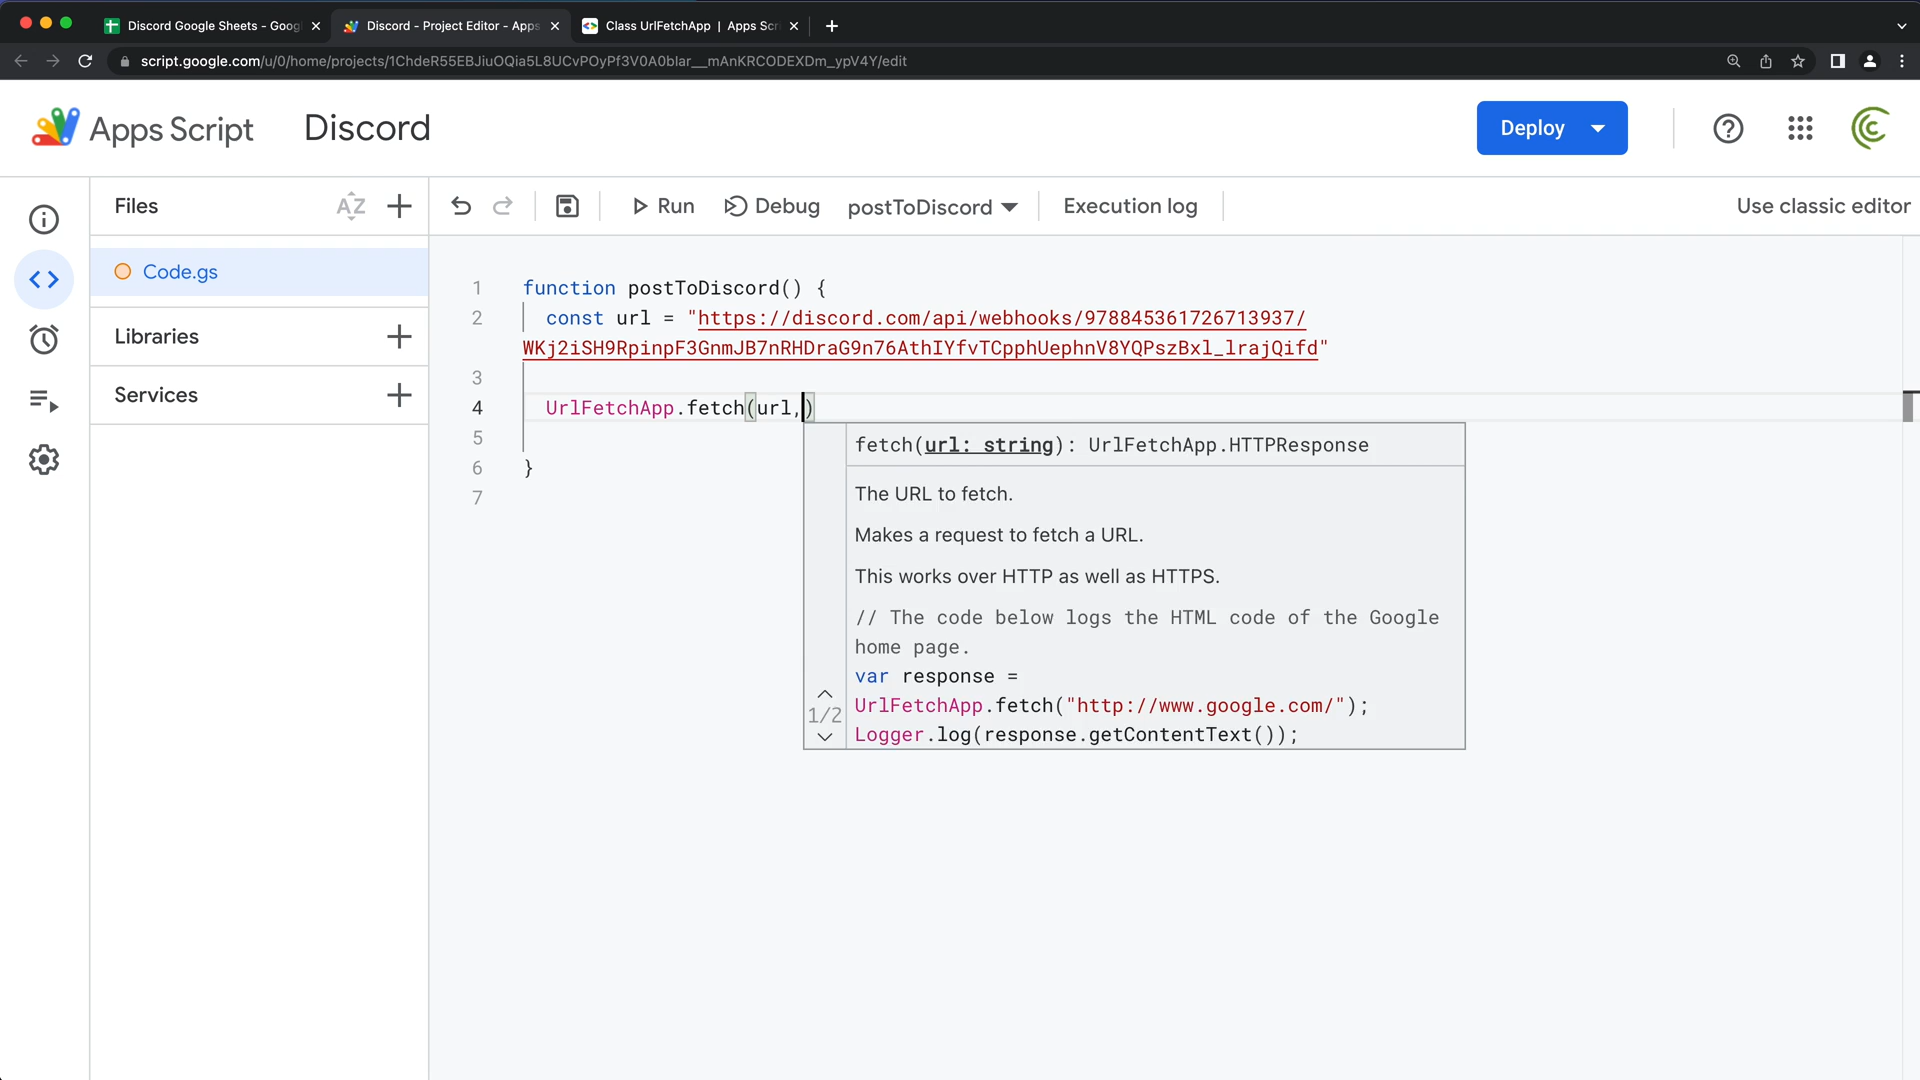 Discord Google Sheets - Goog
Discord - Project Editor - Apps
Class UrlFetchApp | Apps Scr
script.google.com/u/0/home/projects/1ChdeR55EBJiuOQia5L8UCvPOyPf3V0A0blar__mAnKRCODEXDm_ypV4Y/edit
Apps Script
Discord
Deploy
Files
AZ
Run
Debug
postToDiscord
Execution log
Use classic editor
Code.gs
Libraries
Services
1 function postToDiscord() {
2 const url = "https://discord.com/api/webhooks/978845361726713937/
WKj2iSH9RpinpF3GnmJB7nRHDraG9n76AthIYfvTCpphUephnV8YQPszBxl_lrajQifd"
3
4 UrlFetchApp.fetch(url,)
5
6 }
7
fetch(url: string): UrlFetchApp.HTTPResponse
The URL to fetch.
Makes a request to fetch a URL.
This works over HTTP as well as HTTPS.
// The code below logs the HTML code of the Google
home page.
var response =
UrlFetchApp.fetch("http://www.google.com/");
Logger.log(response.getContentText());
1/2